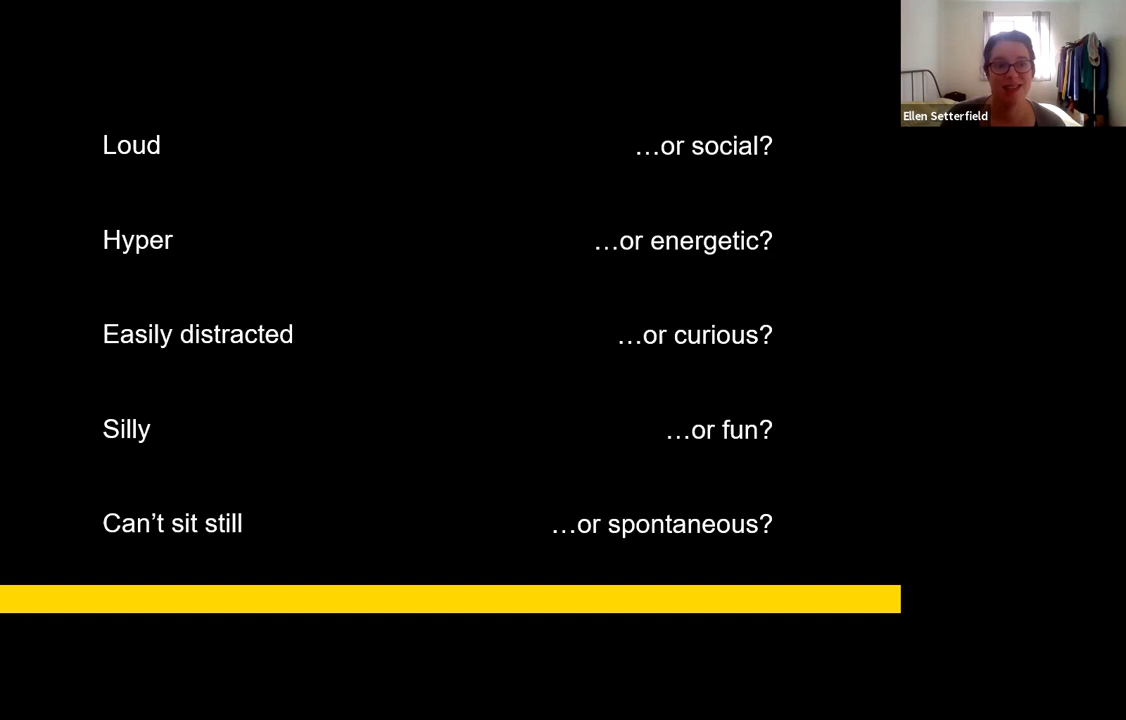 Ellen Setterfield
Loud …or social?
Hyper …or energetic?
Easily distracted …or curious?
Silly …or fun?
Can’t sit still …or spontaneous?